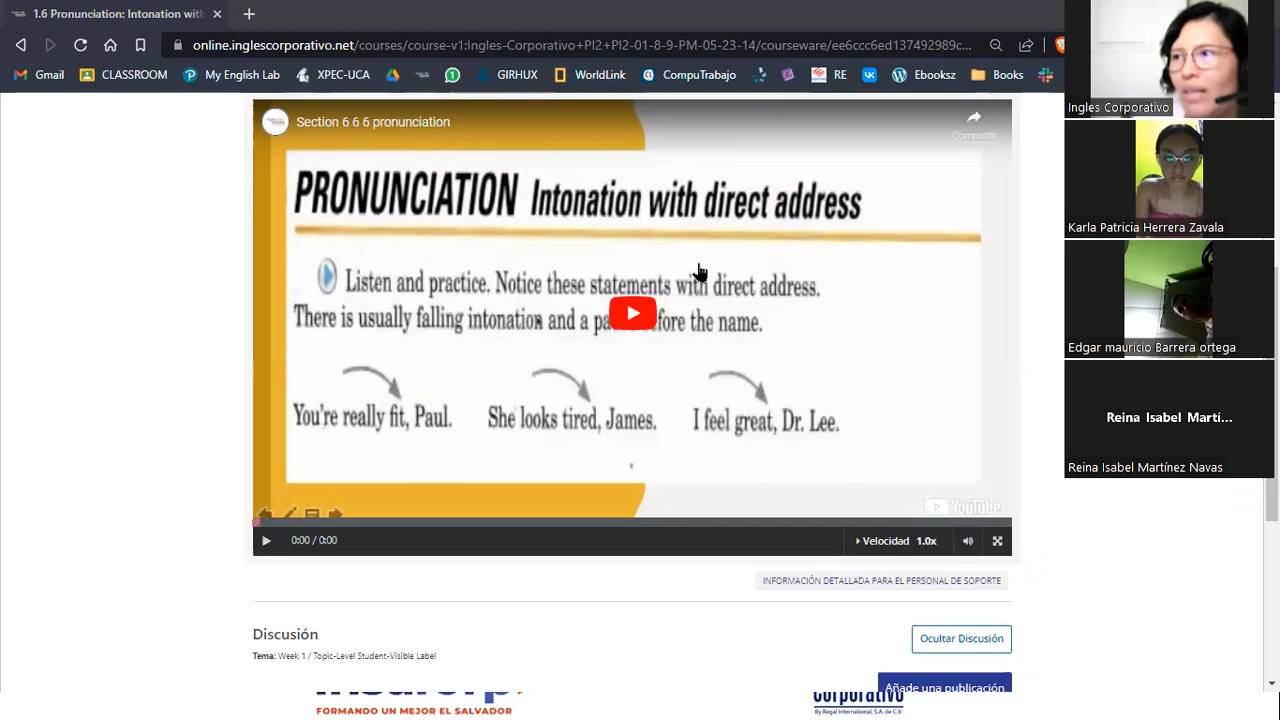 1.6 Pronunciation: Intonation with
online.inglescorporativo.net/courses/course-v1:Ingles-Corporativo+PI2+PI2-01-8-9-PM-05-23-14/courseware/ee6ccc6ed137492989c...
Gmail CLASSROOM My English Lab XPEC-UCA GIRHUX WorldLink CompuTrabajo RE Ebooksz Books
Section 6 6 6 pronunciation
Compartir
PRONUNCIATION Intonation with direct address
Listen and practice. Notice these statements with direct address.
There is usually falling intonation and a before the name.
You're really fit, Paul. She looks tired, James. I feel great, Dr. Lee.
YouTube
0:00 / 0:00 Velocidad 1.0x
INFORMACIÓN DETALLADA PARA EL PERSONAL DE SOPORTE
Discusión
Ocultar Discusión
Tema: Week 1 / Topic-Level Student-Visible Label
Añade una publicación
FORMANDO UN MEJOR EL SALVADOR
corporativo
By Regal International, S.A. de C.V.
Ingles Corporativo
Karla Patricia Herrera Zavala
Edgar mauricio Barrera ortega
Reina Isabel Martí...
Reina Isabel Martínez Navas